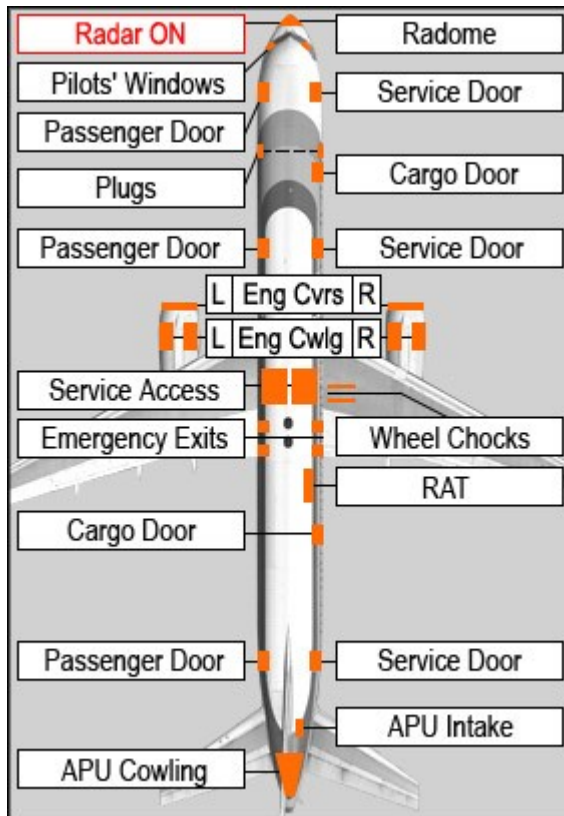 Radar ON
Radome
Pilots' Windows
Service Door
Passenger Door
Plugs
Cargo Door
Passenger Door
Service Door
L Eng Cvrs R
L Eng Cwlg R
Service Access
Emergency Exits
Wheel Chocks
RAT
Cargo Door
Passenger Door
Service Door
APU Intake
APU Cowling